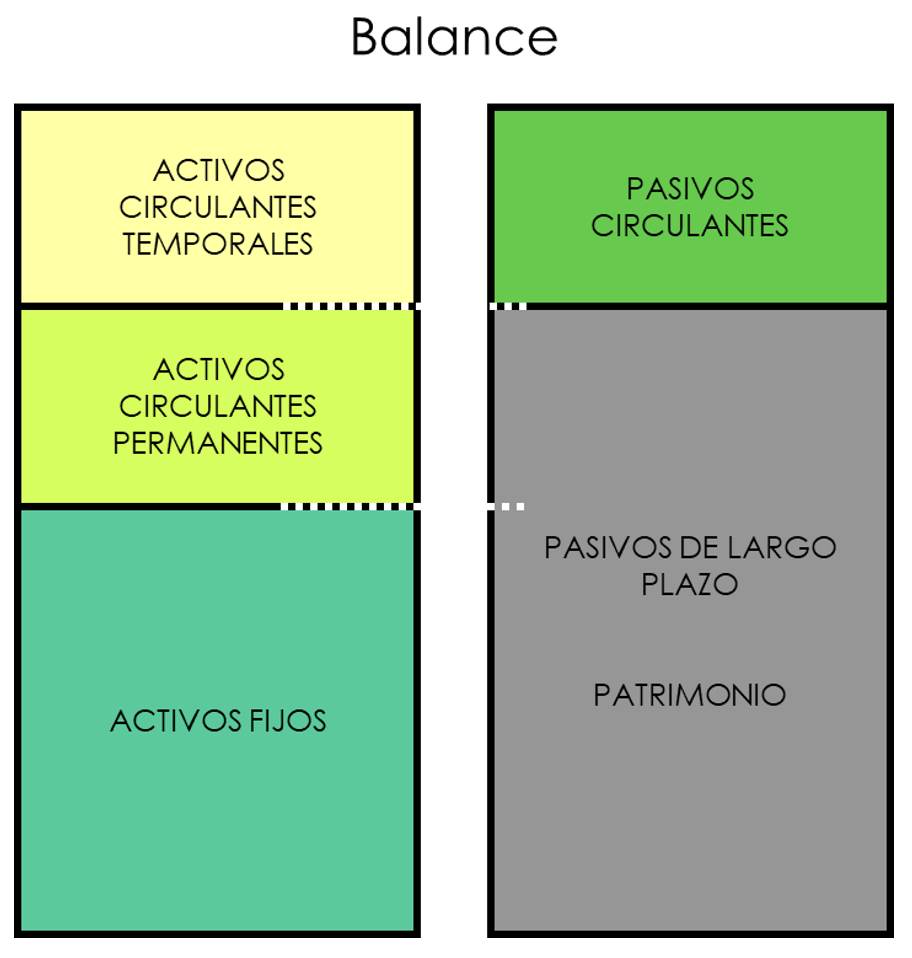 Balance
ACTIVOS
CIRCULANTES
TEMPORALES
ACTIVOS
CIRCULANTES
PERMANENTES
ACTIVOS FIJOS
PASIVOS
CIRCULANTES
PASIVOS DE LARGO
PLAZO
PATRIMONIO